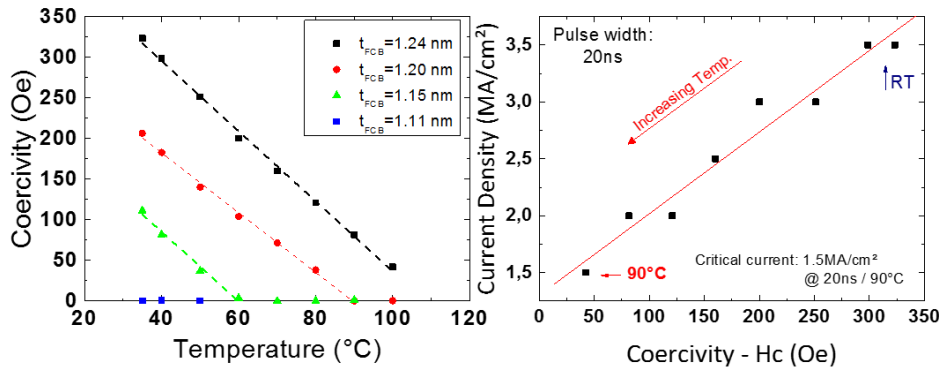 350
300
250
200
150
100
50
0
Coercivity (Oe)
20
40
60
80
100
120
Temperature (°C)
t_FCB=1.24 nm
t_FCB=1.20 nm
t_FCB=1.15 nm
t_FCB=1.11 nm
3,5
3,0
2,5
2,0
1,5
Current Density (MA/cm²)
Pulse width:
20ns
Increasing Temp.
RT
90°C
Critical current: 1.5MA/cm²
@ 20ns / 90°C
0
50
100
150
200
250
300
350
Coercivity - Hc (Oe)